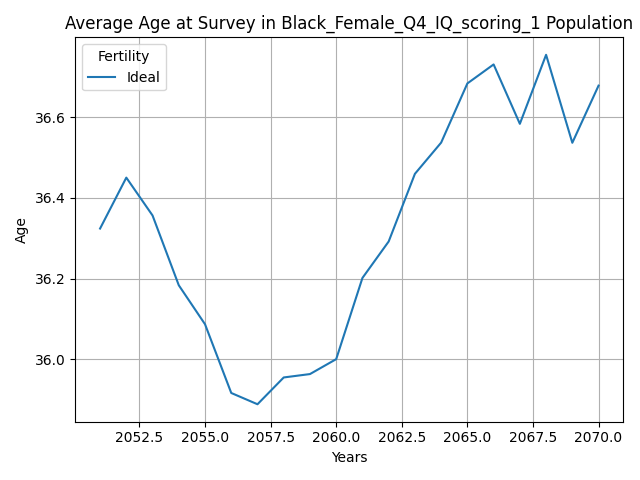 Average Age at Survey in Black_Female_Q4_IQ_scoring_1 Population
Fertility
Ideal
Age
36.6
36.4
36.2
36.0
2052.5 2055.0 2057.5 2060.0 2062.5 2065.0 2067.5 2070.0
Years